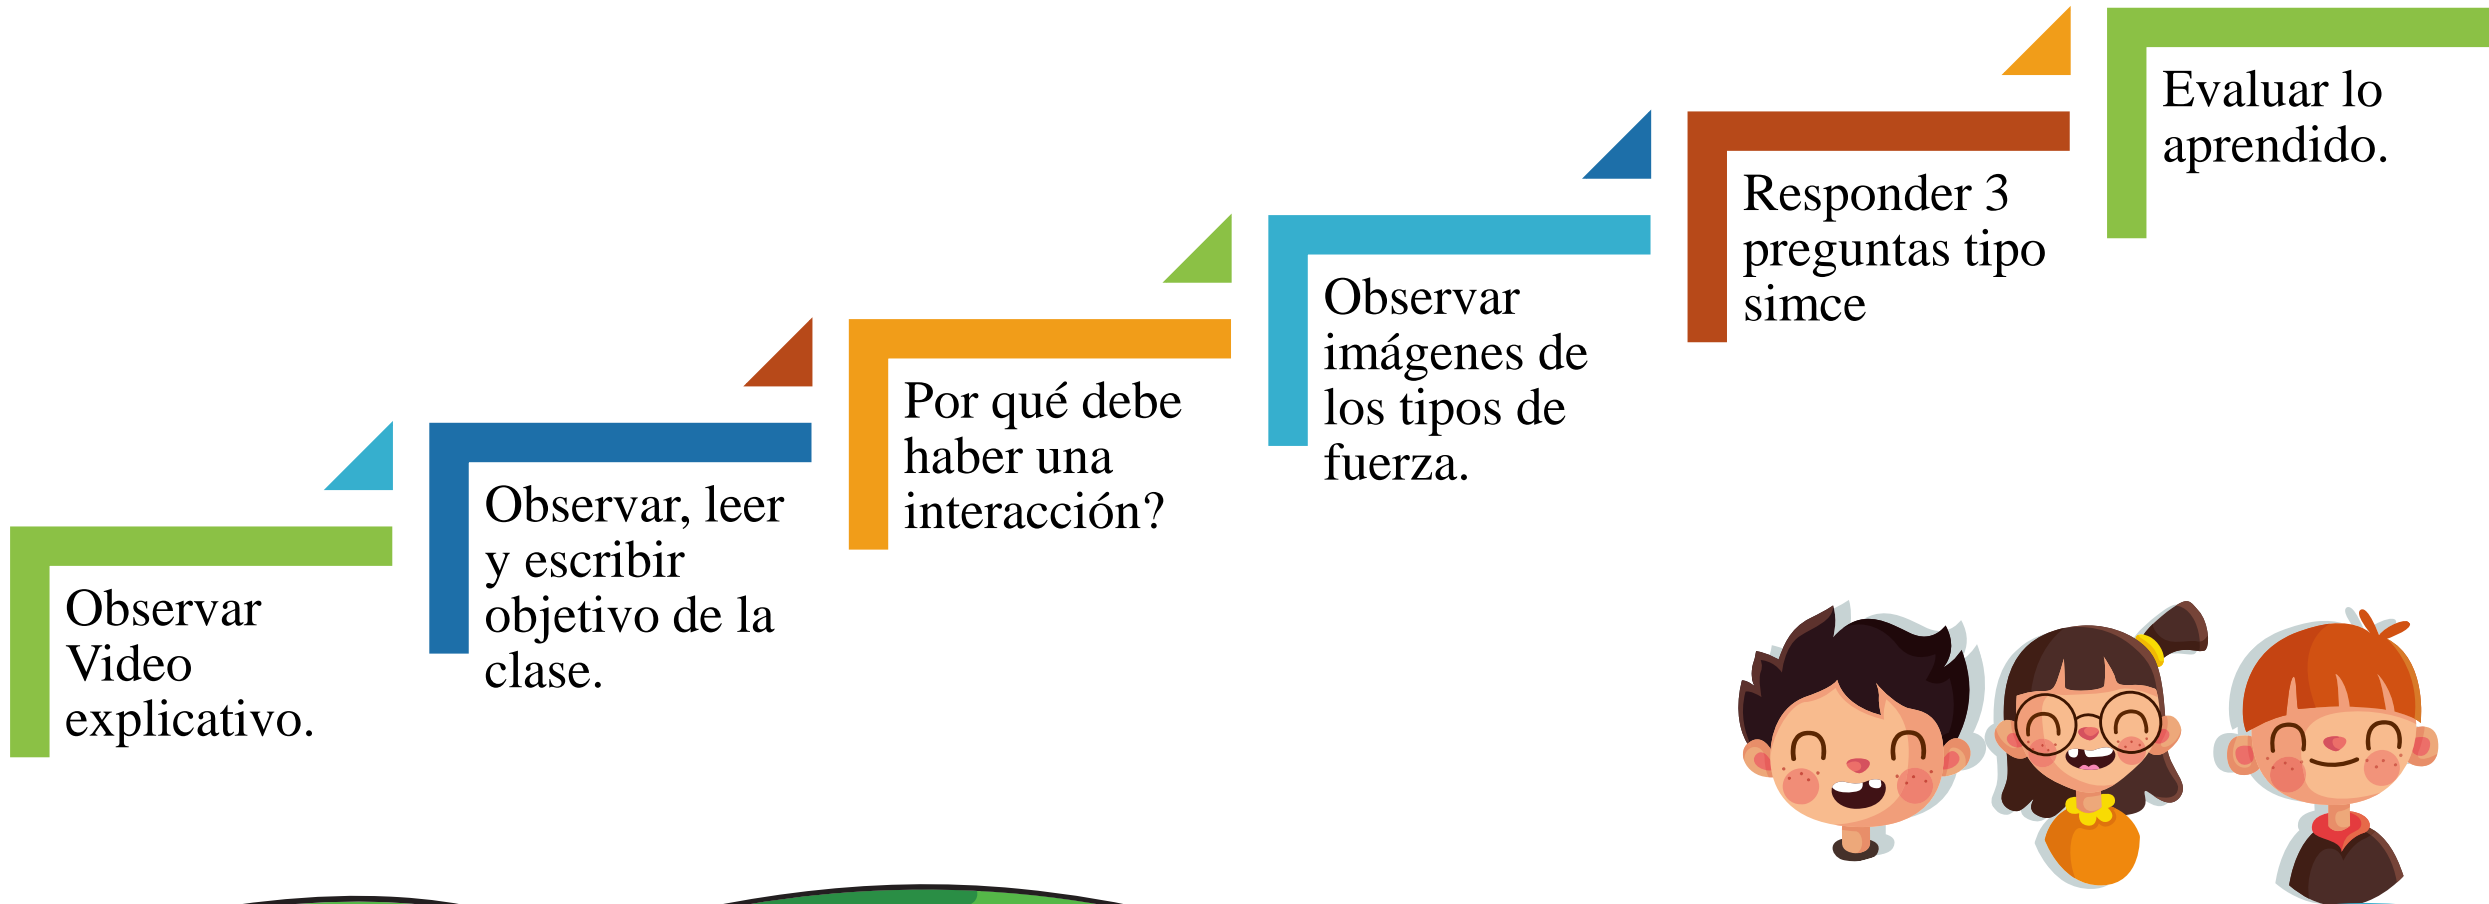 Observar
Video
explicativo.
Observar, leer
y escribir
objetivo de la
clase.
Por qué debe
haber una
interacción?
Observar
imágenes de
los tipos de
fuerza.
Responder 3
preguntas tipo
simce
Evaluar lo
aprendido.